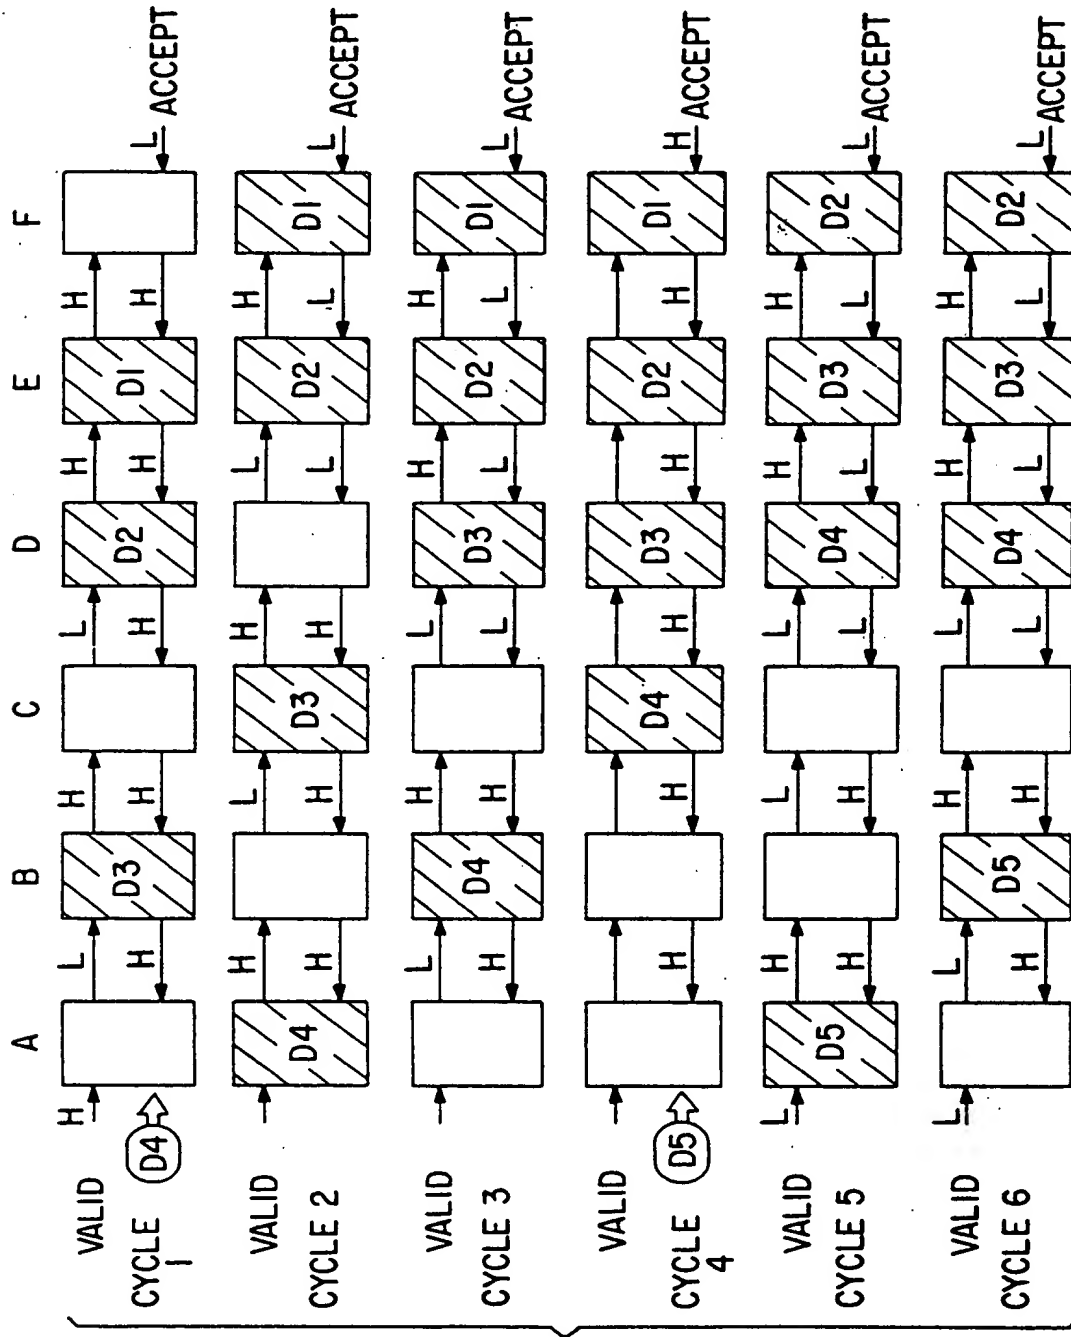 A B C D E F
H L H L H H
VALID
D4 D3 D2 D1
H H H H H L ACCEPT
CYCLE
1
H L H L H
VALID
D4 D3 D2 D1
H H H L L L ACCEPT
CYCLE 2
L H L H H
VALID
D4 D3 D2 D1
H H L L L L ACCEPT
CYCLE 3
VALID
D5 D4 D3 D2 D1
H H H H H H ACCEPT
CYCLE
4
L H L L H H
VALID
D5 D4 D3 D2
H H L L L L ACCEPT
CYCLE 5
L L H L H H
VALID
D5 D4 D3 D2
H H L L L L ACCEPT
CYCLE 6